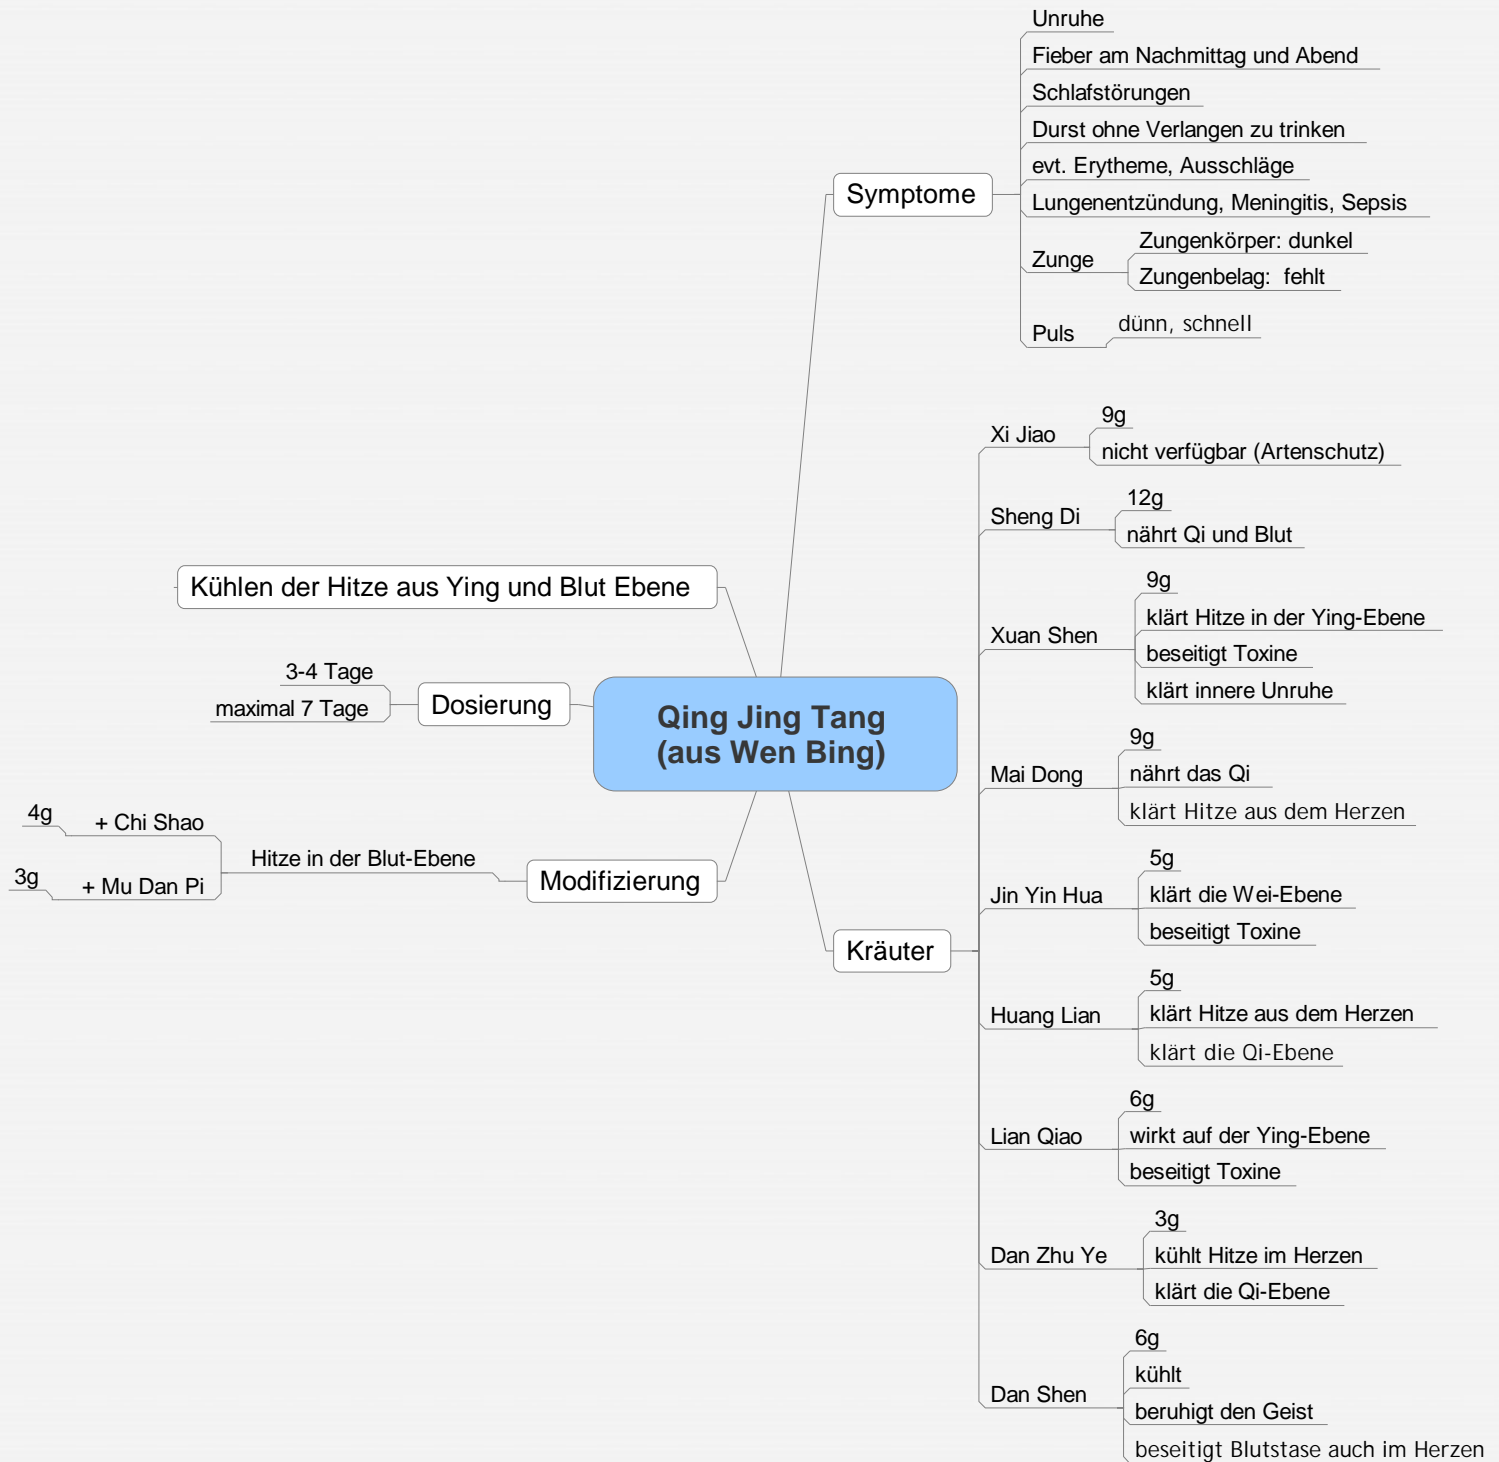 Unruhe
Fieber am Nachmittag und Abend
Schlafstörungen
Durst ohne Verlangen zu trinken
evt. Erytheme, Ausschläge
Symptome
Lungenentzündung, Meningitis, Sepsis
Zunge
Zungenkörper: dunkel
Zungenbelag: fehlt
Puls
dünn, schnell
Kühlen der Hitze aus Ying und Blut Ebene
3-4 Tage
maximal 7 Tage
Dosierung
Qing Jing Tang
(aus Wen Bing)
4g
+ Chi Shao
3g
+ Mu Dan Pi
Hitze in der Blut-Ebene
Modifizierung
Kräuter
Xi Jiao
9g
nicht verfügbar (Artenschutz)
Sheng Di
12g
nährt Qi und Blut
Xuan Shen
9g
klärt Hitze in der Ying-Ebene
beseitigt Toxine
klärt innere Unruhe
Mai Dong
9g
nährt das Qi
klärt Hitze aus dem Herzen
Jin Yin Hua
5g
klärt die Wei-Ebene
beseitigt Toxine
Huang Lian
5g
klärt Hitze aus dem Herzen
klärt die Qi-Ebene
Lian Qiao
6g
wirkt auf der Ying-Ebene
beseitigt Toxine
Dan Zhu Ye
3g
kühlt Hitze im Herzen
klärt die Qi-Ebene
Dan Shen
6g
kühlt
beruhigt den Geist
beseitigt Blutstase auch im Herzen